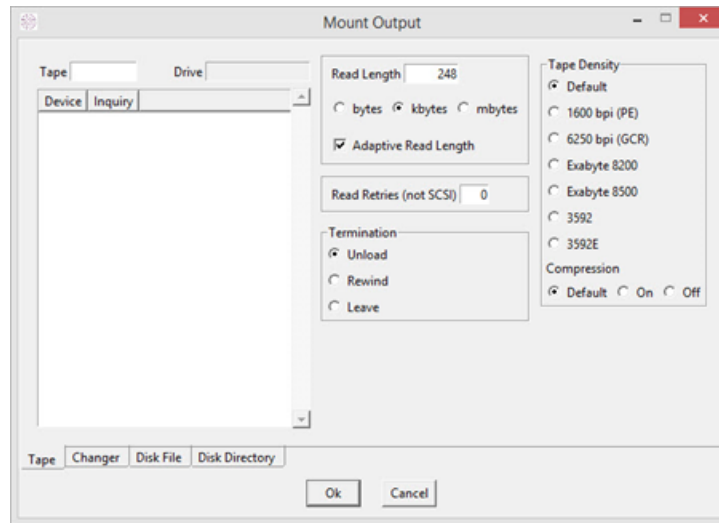 Mount Output
Tape Drive
Device Inquiry
Read Length 248
bytes kbytes mbytes
Adaptive Read Length
Read Retries (not SCSI) 0
Termination
Unload
Rewind
Leave
Tape Density
Default
1600 bpi (PE)
6250 bpi (GCR)
Exabyte 8200
Exabyte 8500
3592
3592E
Compression
Default On Off
Tape Changer Disk File Disk Directory
Ok Cancel